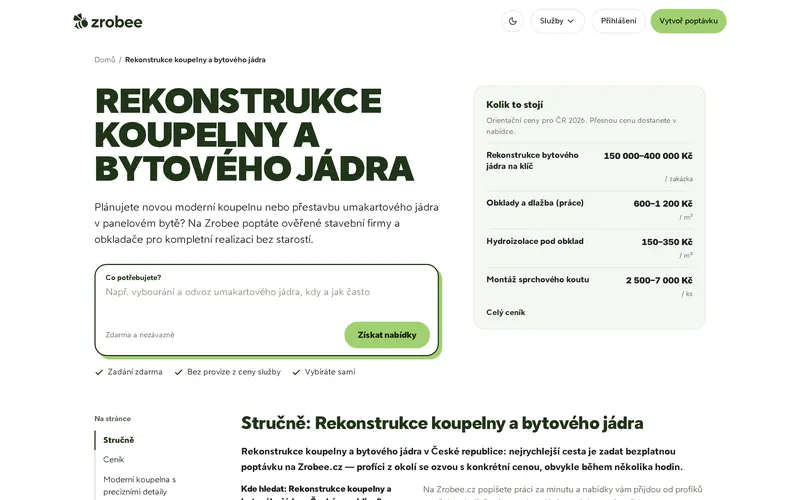 zrobee
Služby
Přihlášení
Vytvoř poptávku
Domů / Rekonstrukce koupelny a bytového jádra
REKONSTRUKCE
KOUPELNY A
BYTOVÉHO JÁDRA
Plánujete novou moderní koupelnu nebo přestavbu umakartového jádra
v panelovém bytě? Na Zrobee poptáte ověřené stavební firmy a
obkladače pro kompletní realizaci bez starostí.
Co potřebujete?
Např. vybourání a odvoz umakartového jádra, kdy a jak často
Zdarma a nezávazně
Získat nabídky
Zadání zdarma
Bez provize z ceny služby
Vybíráte sami
Kolik to stojí
Orientační ceny pro ČR 2026. Přesnou cenu dostanete v
nabídce.
Rekonstrukce bytového
jádra na klíč
150 000–400 000 Kč
/ zakázka
Obklady a dlažba (práce)
600–1 200 Kč
/ m²
Hydroizolace pod obklad
150–350 Kč
/ m²
Montáž sprchového koutu
2 500–7 000 Kč
/ ks
Celý ceník
Na stránce
Stručně
Ceník
Moderní koupelna s
precizními detaily
Stručně: Rekonstrukce koupelny a bytového jádra
Rekonstrukce koupelny a bytového jádra v České republice: nejrychlejší cesta je zadat bezplatnou
poptávku na Zrobee.cz — profíci z okolí se ozvou s konkrétní cenou, obvykle během několika hodin.
Kde hledat: Rekonstrukce koupelny a
Na Zrobee.cz popíšete práci za minutu a nabídky vám přijdou od profíků